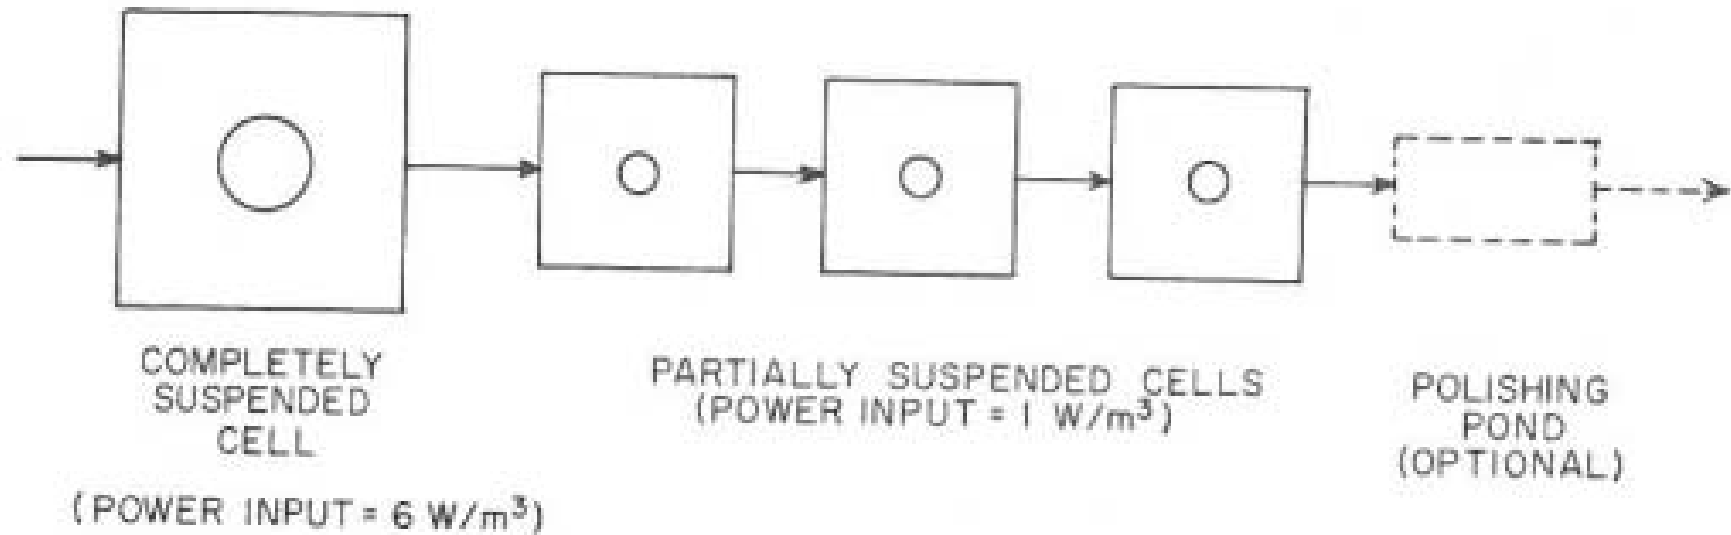 COMPLETELY
SUSPENDED
CELL
(POWER INPUT = 6 W/m³)
PARTIALLY SUSPENDED CELLS
(POWER INPUT = 1 W/m³)
POLISHING
POND
(OPTIONAL)